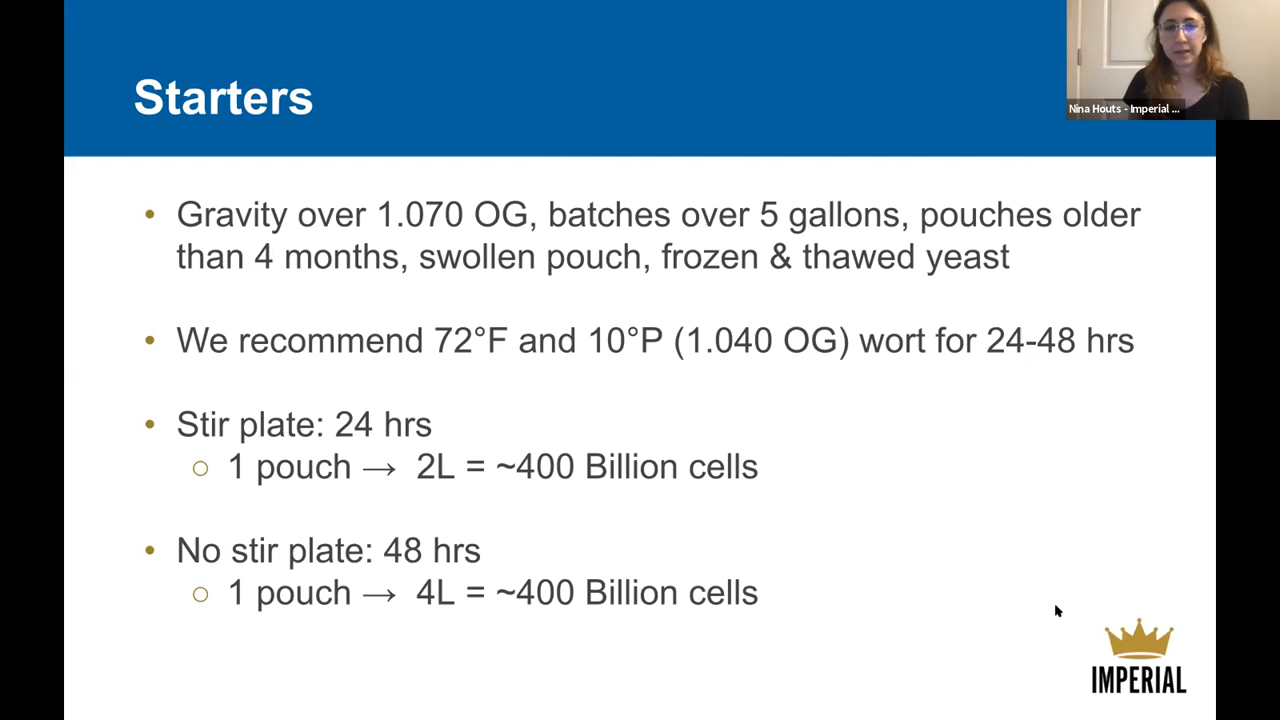 Starters
Nina Houts - Imperial ...
• Gravity over 1.070 OG, batches over 5 gallons, pouches older
than 4 months, swollen pouch, frozen & thawed yeast
• We recommend 72°F and 10°P (1.040 OG) wort for 24-48 hrs
• Stir plate: 24 hrs
○ 1 pouch → 2L = ~400 Billion cells
• No stir plate: 48 hrs
○ 1 pouch → 4L = ~400 Billion cells
IMPERIAL